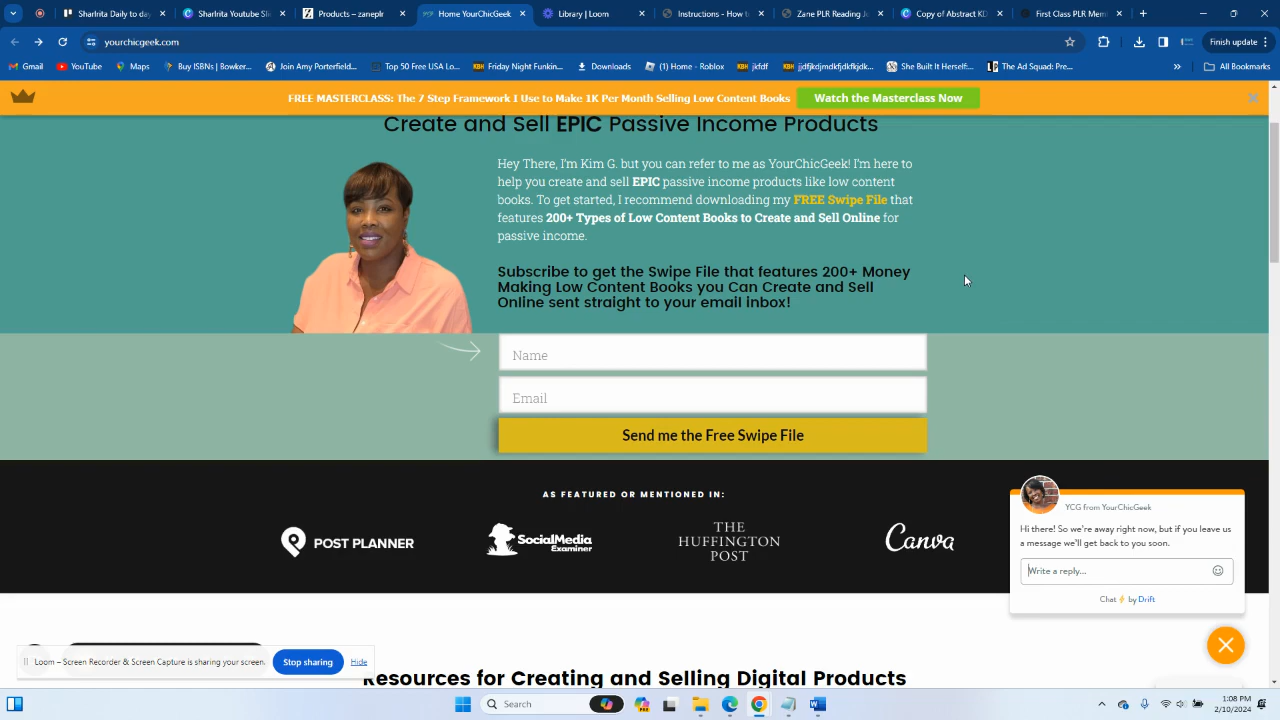 Sharlita Daily to day
Youtube Sli
Products – zaneplr
Home YourChicGeek
Library | Loom
Instructions - How
Zane PLR Reading J
Copy of Abstract KD
First Class PLR Mem
yourchicgeek.com
Finish update
Gmail
YouTube
Maps
Buy ISBNs | Bowker...
Join Amy Porterfield...
Top 50 Free USA Lo...
Friday Night Funkin...
Downloads
(1) Home - Roblox
jkfdf
jjdfjkdjmdkfjdkfjkdk...
She Built It Herself...
The Ad Squad: Pre...
All Bookmarks
FREE MASTERCLASS: The 7 Step Framework I Use to Make 1K Per Month Selling Low Content Books
Watch the Masterclass Now
Create and Sell EPIC Passive Income Products
Hey There, I'm Kim G. but you can refer to me as YourChicGeek! I'm here to
help you create and sell EPIC passive income products like low content
books. To get started, I recommend downloading my FREE Swipe File that
features 200+ Types of Low Content Books to Create and Sell Online for
passive income.
Subscribe to get the Swipe File that features 200+ Money
Making Low Content Books you Can Create and Sell
Online sent straight to your email inbox!
Name
Email
Send me the Free Swipe File
AS FEATURED OR MENTIONED IN:
POST PLANNER
SocialMedia
Examiner
THE
HUFFINGTON
POST
Canva
YCG from YourChicGeek
Hi there! So we're away right now, but if you leave us
a message we'll get back to you soon.
Write a reply...
Chat ⚡ by Drift
Loom – Screen Recorder & Screen Capture is sharing your screen.
Stop sharing
Hide
Resources for Creating and Selling Digital Products
Search
1:08 PM
2/10/2024